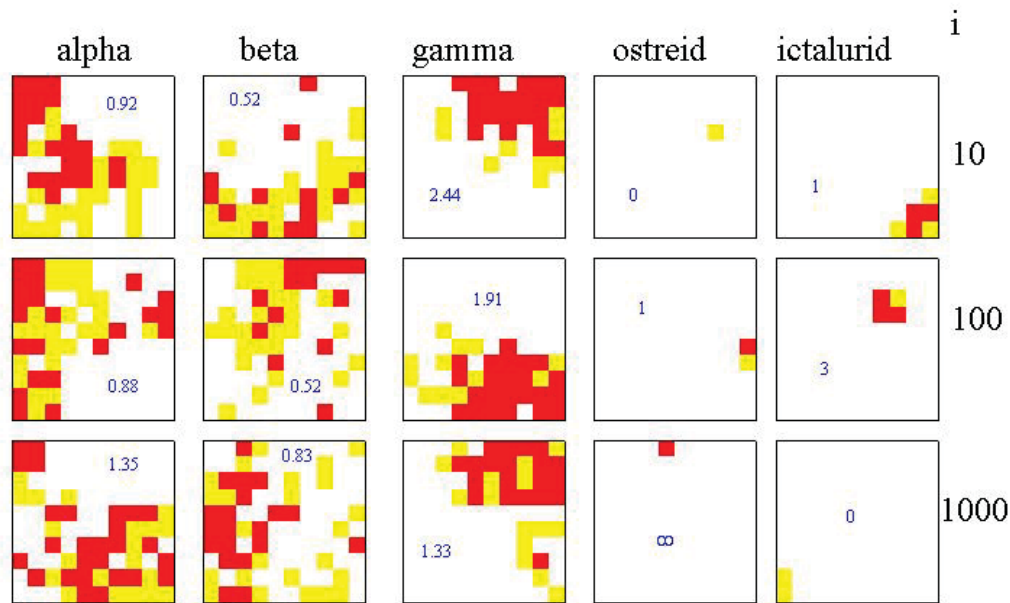 i
alpha beta gamma ostreid ictalurid
0.92 0.52 2.44 0 1 10
0.88 0.52 1.91 1 3 100
1.35 0.83 1.33 ∞ 0 1000